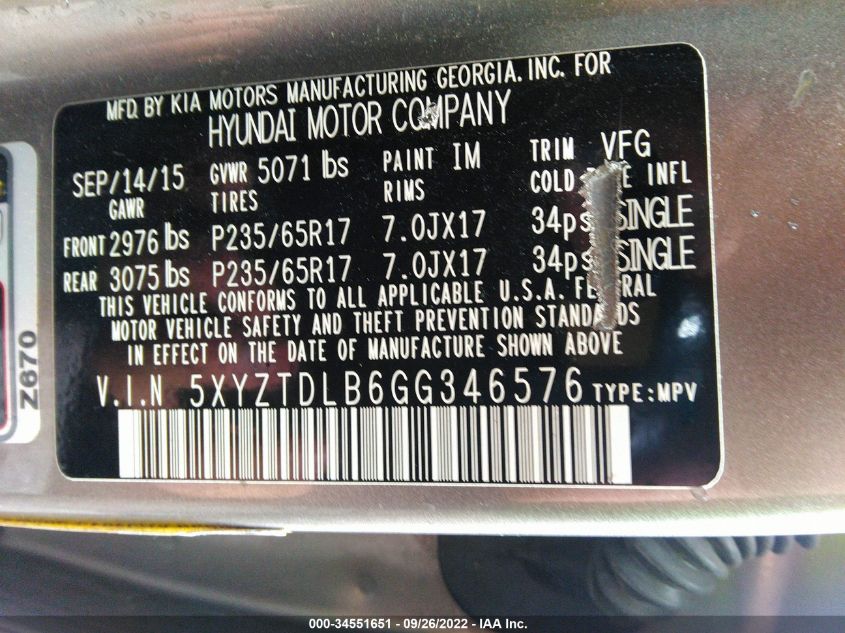 MFD. BY KIA MOTORS MANUFACTURING GEORGIA. INC. FOR
HYUNDAI MOTOR COMPANY
SEP/14/15 GVWR 5071 lbs PAINT IM TRIM VFG
GAWR TIRES RIMS COLD INFL
FRONT 2976 lbs P235/65R17 7.0JX17 34ps SINGLE
REAR 3075 lbs P235/65R17 7.0JX17 34ps SINGLE
THIS VEHICLE CONFORMS TO ALL APPLICABLE U.S.A. FEDERAL
MOTOR VEHICLE SAFETY AND THEFT PREVENTION STANDARDS
IN EFFECT ON THE DATE OF MANUFACTURE SHOWN ABOVE
V.I.N 5XYZTDLB6GG346576 TYPE:MPV
Z670
000-34551651 - 09/26/2022 - IAA Inc.